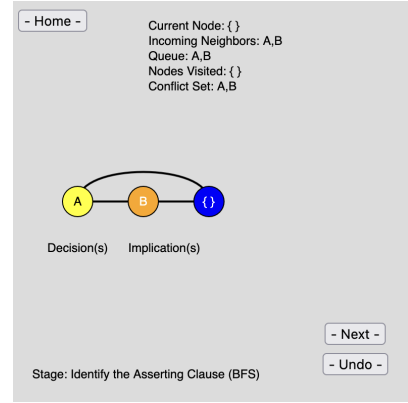 - Home -
Current Node: { }
Incoming Neighbors: A,B
Queue: A,B
Nodes Visited: { }
Conflict Set: A,B
A B { }
Decision(s) Implication(s)
- Next -
- Undo -
Stage: Identify the Asserting Clause (BFS)